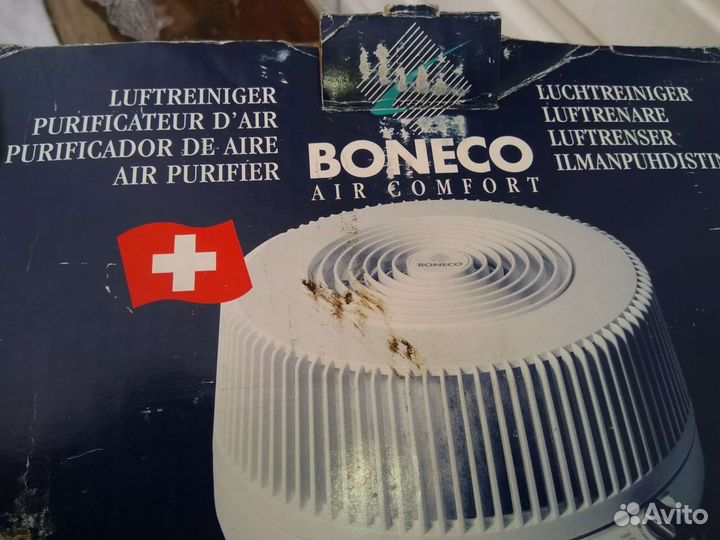 LUFTREINIGER
PURIFICATEUR D'AIR
PURIFICADOR DE AIRE
AIR PURIFIER
BONECO
AIR COMFORT
LUCHTREINIGER
LUFTRENARE
LUFTRENSER
ILMANPUHDISTIN
BONECO
Avito